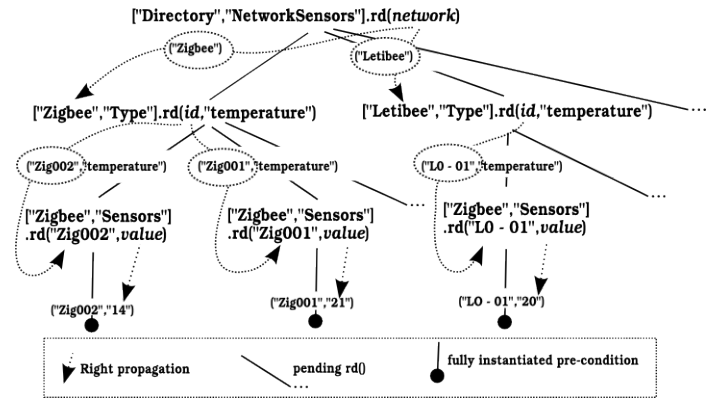 ["Directory","NetworkSensors"].rd(network)
("Zigbee")
("Letibee")
["Zigbee","Type"].rd(id,"temperature")
["Letibee","Type"].rd(id,"temperature")
...
("Zig002","temperature")
("Zig001","temperature")
("L0 - 01","temperature")
...
...
["Zigbee","Sensors"]
.rd("Zig002",value)
["Zigbee","Sensors"]
.rd("Zig001",value)
["Zigbee","Sensors"]
.rd("L0 - 01",value)
("Zig002","14")
("Zig001","21")
("L0 - 01","20")
Right propagation
pending rd()
...
fully instantiated pre-condition